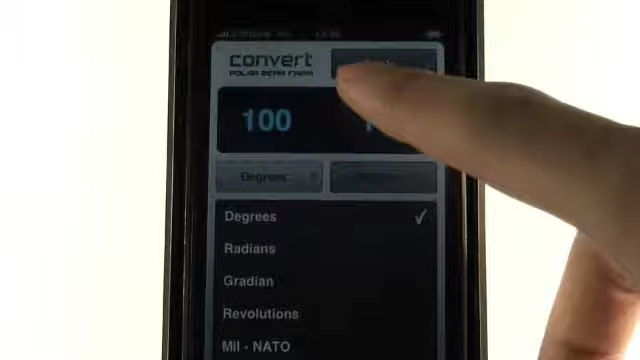 convert
POLAR BEAR FARM
100
Degrees
Degrees ✓
Radians
Gradian
Revolutions
Mil - NATO